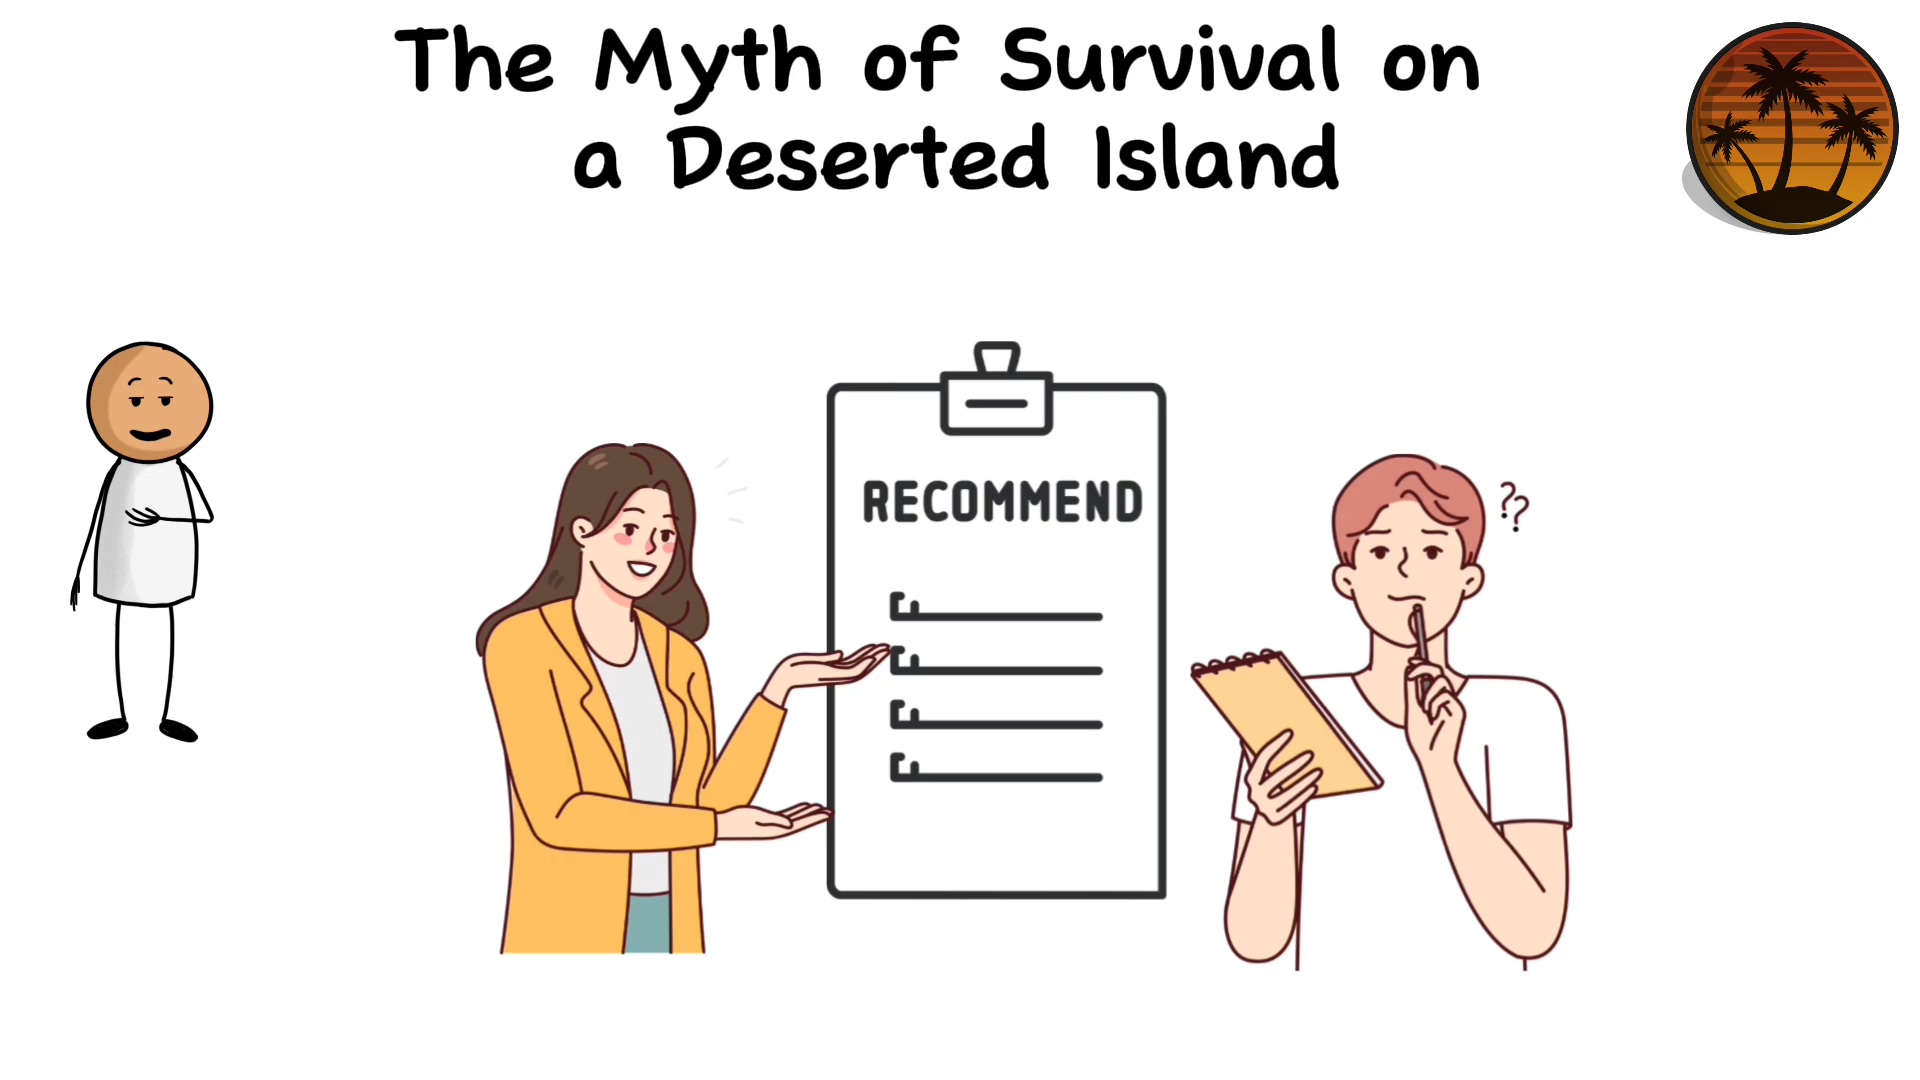 The Myth of Survival on
a Deserted Island
RECOMMEND
??